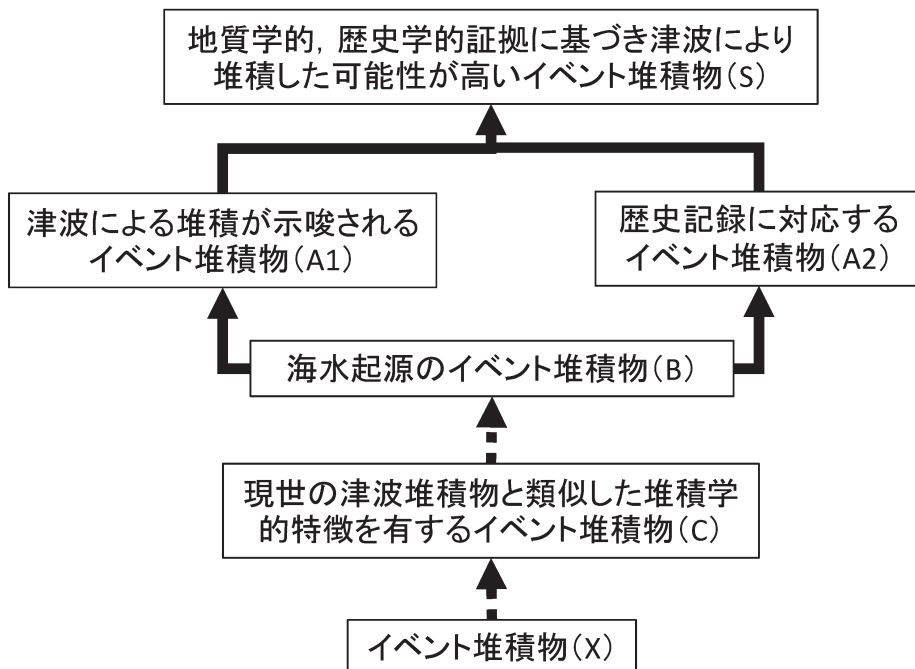 地質学的，歴史学的証拠に基づき津波により
堆積した可能性が高いイベント堆積物（S）
津波による堆積が示唆される
イベント堆積物（A1）
歴史記録に対応する
イベント堆積物（A2）
海水起源のイベント堆積物（B）
現世の津波堆積物と類似した堆積学
的特徴を有するイベント堆積物（C）
イベント堆積物（X）